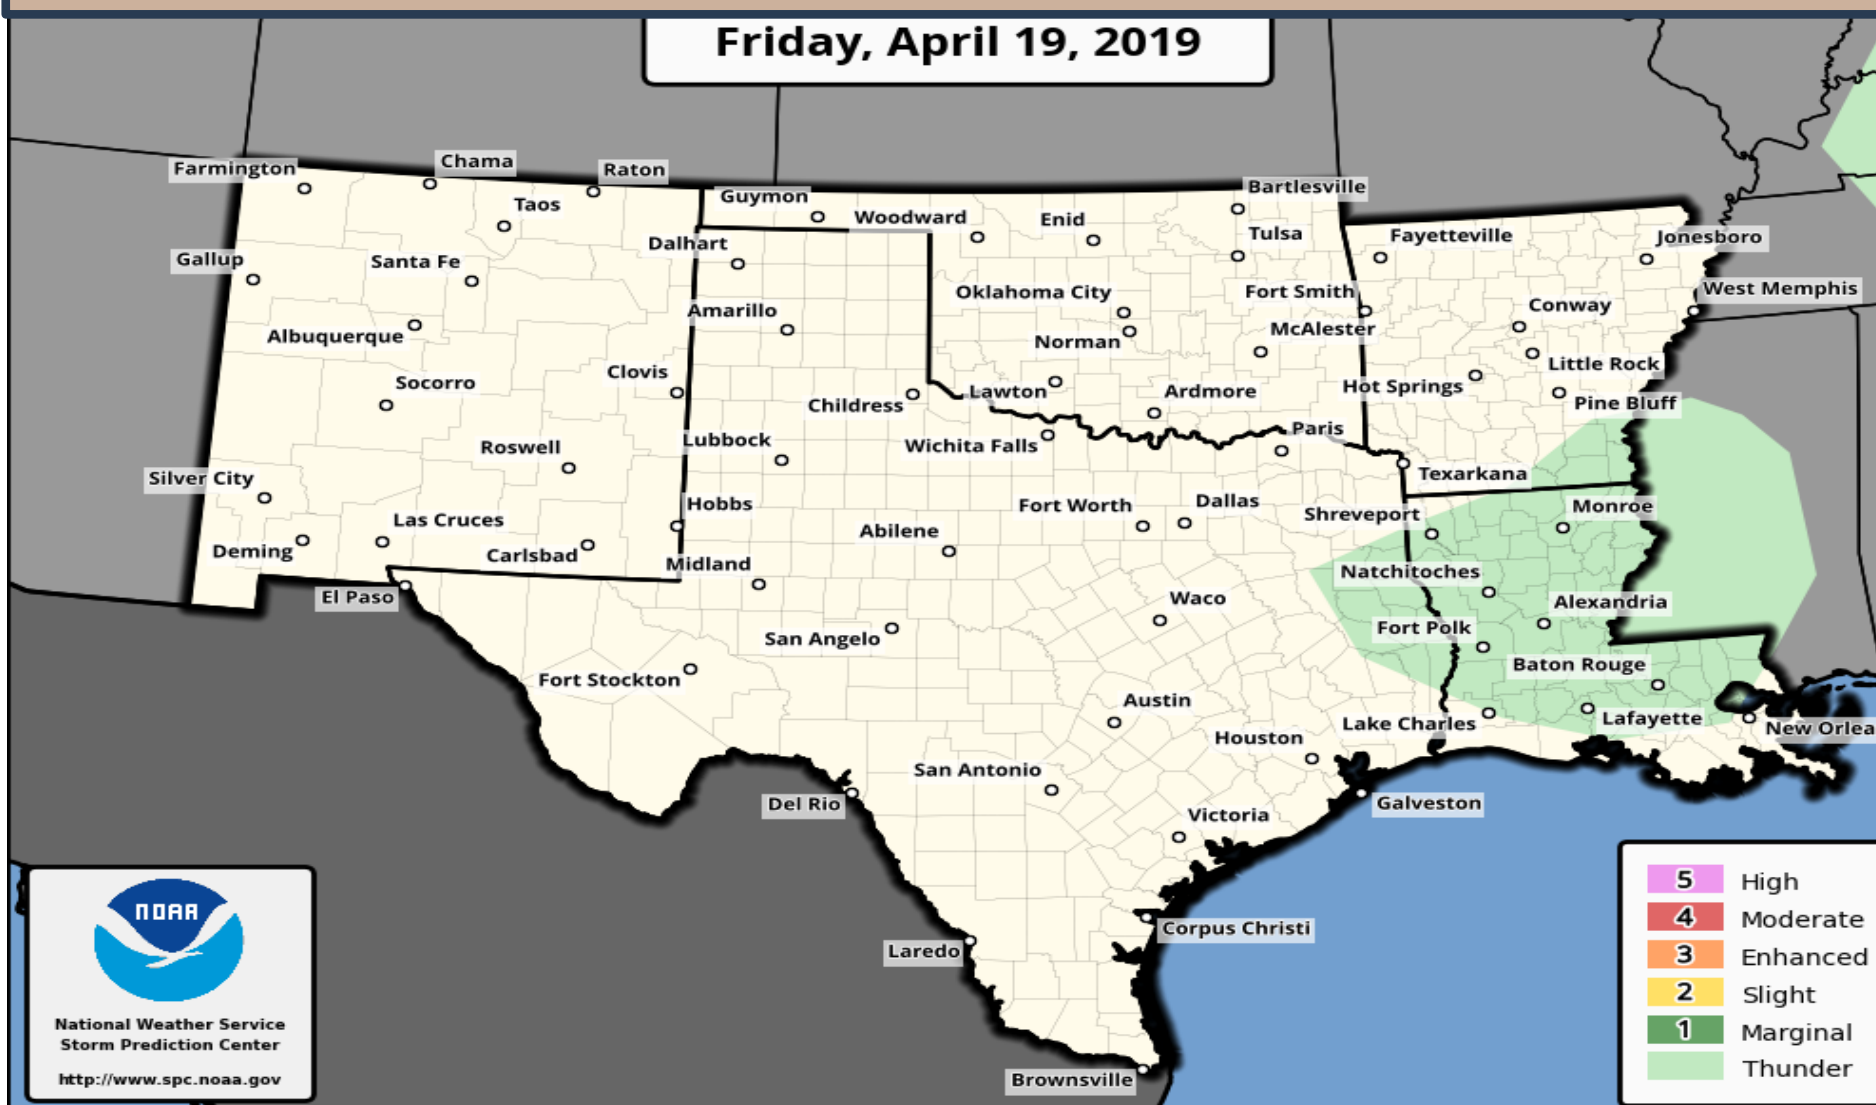 Friday, April 19, 2019
Farmington
Chama
Raton
Guymon
Bartlesville
Taos
Woodward
Enid
Tulsa
Fayetteville
Jonesboro
Gallup
Santa Fe
Dalhart
Oklahoma City
Fort Smith
West Memphis
Albuquerque
Amarillo
Norman
McAlester
Conway
Socorro
Clovis
Childress
Lawton
Ardmore
Hot Springs
Little Rock
Pine Bluff
Roswell
Lubbock
Wichita Falls
Paris
Texarkana
Silver City
Hobbs
Fort Worth
Dallas
Shreveport
Monroe
Las Cruces
Deming
Carlsbad
Midland
Abilene
Natchitoches
El Paso
San Angelo
Waco
Fort Polk
Alexandria
Fort Stockton
Baton Rouge
Austin
Lake Charles
Lafayette
New Orlea
Houston
San Antonio
Del Rio
Victoria
Galveston
Corpus Christi
Laredo
Brownsville
NOAA
National Weather Service
Storm Prediction Center
http://www.spc.noaa.gov
5 High
4 Moderate
3 Enhanced
2 Slight
1 Marginal
Thunder